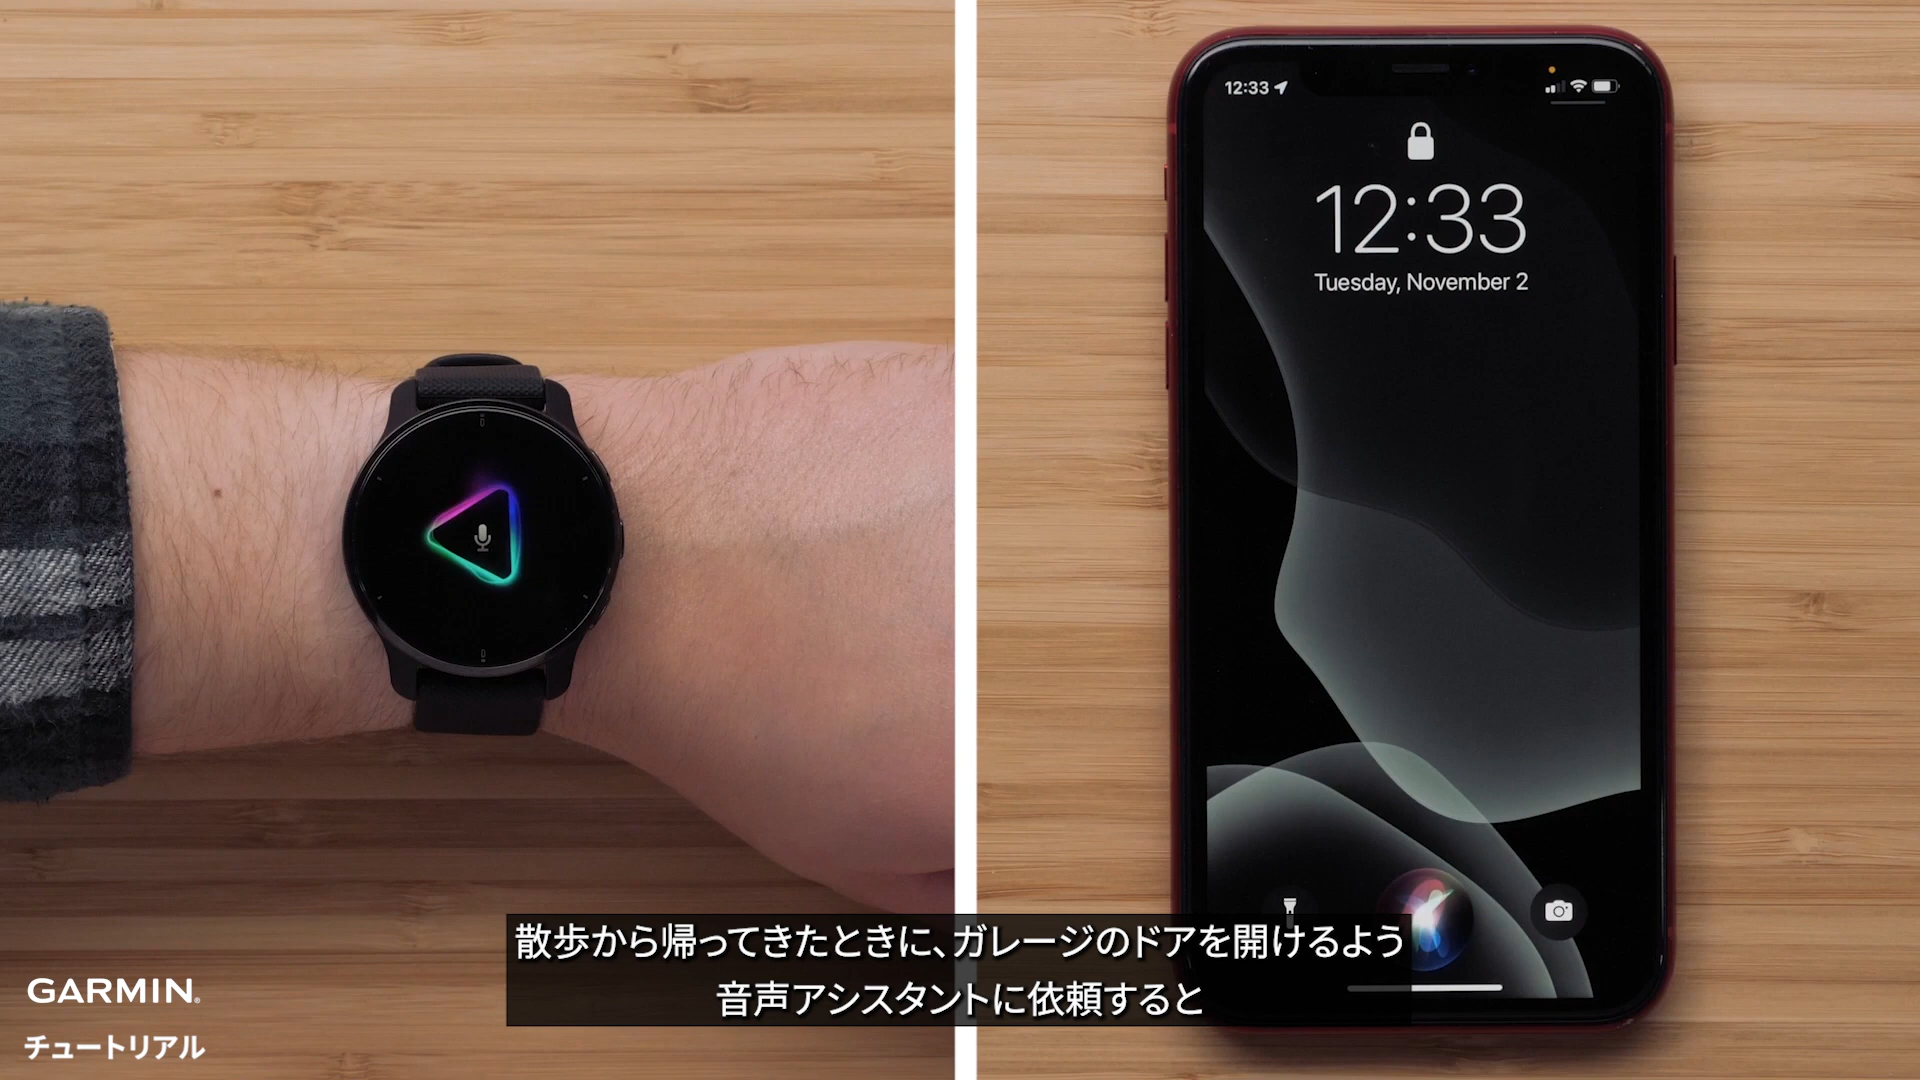 12:33
12:33
Tuesday, November 2
散歩から帰ってきたときに、ガレージのドアを開けるよう
音声アシスタントに依頼すると
GARMIN®
チュートリアル